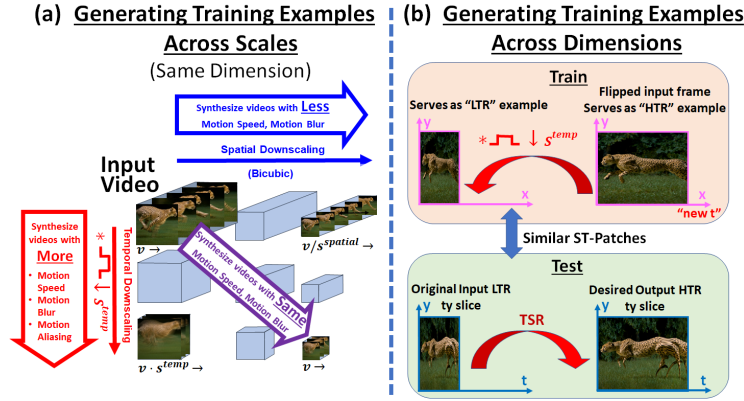 (a) Generating Training Examples
Across Scales
(Same Dimension)
Synthesize videos with Less
Motion Speed, Motion Blur
Spatial Downscaling
(Bicubic)
Input
Video
Synthesize
videos with
More
• Motion
Speed
• Motion
Blur
• Motion
Aliasing
Temporal Downscaling
* ↓ s^temp
v →
v/s^spatial →
Synthesize videos with Same
Motion Speed, Motion Blur
v · s^temp →
v →
(b) Generating Training Examples
Across Dimensions
Train
Serves as “LTR” example
Flipped input frame
Serves as “HTR” example
y
x
* ↓ s^temp
y
x
“new t”
Similar ST-Patches
Test
Original Input LTR
ty slice
Desired Output HTR
ty slice
y
t
TSR
y
t